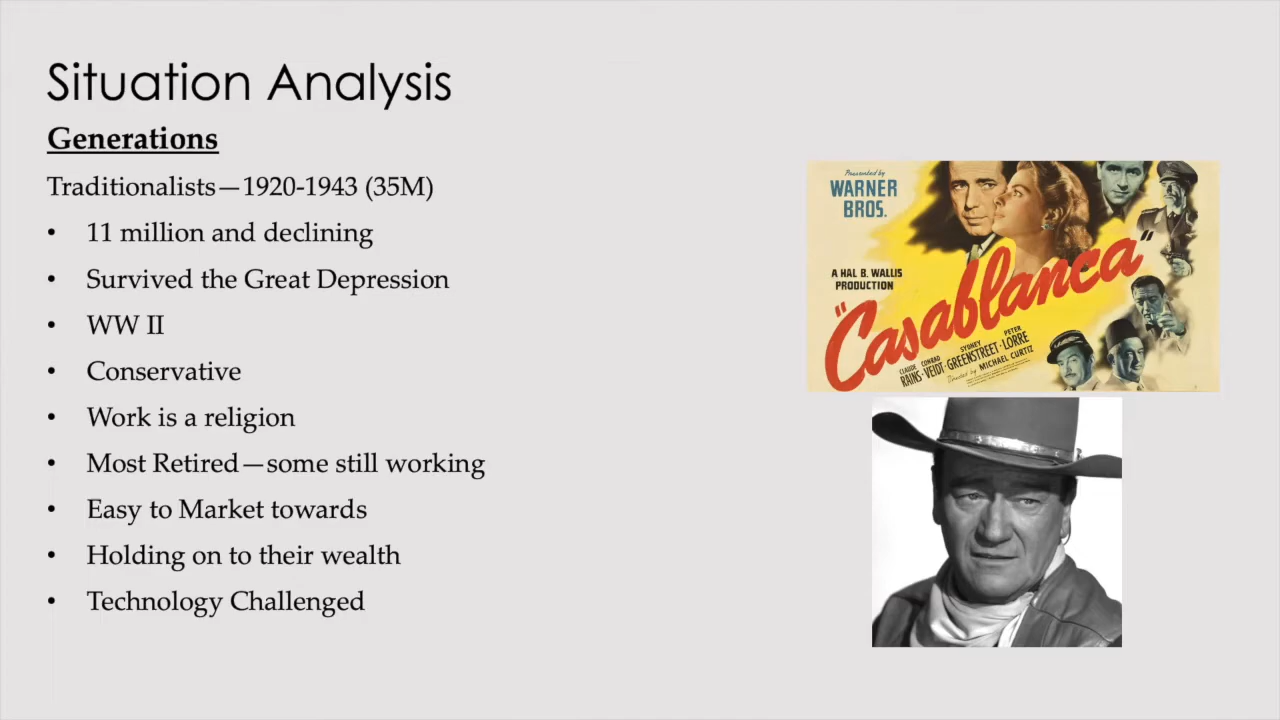 Situation Analysis
Generations
Traditionalists—1920-1943 (35M)
• 11 million and declining
• Survived the Great Depression
• WW II
• Conservative
• Work is a religion
• Most Retired—some still working
• Easy to Market towards
• Holding on to their wealth
• Technology Challenged
Presented by
WARNER
BROS.
A HAL B. WALLIS
PRODUCTION
"Casablanca"
CLAUDE RAINS · CONRAD VEIDT · SYDNEY GREENSTREET · PETER LORRE
Directed by MICHAEL CURTIZ